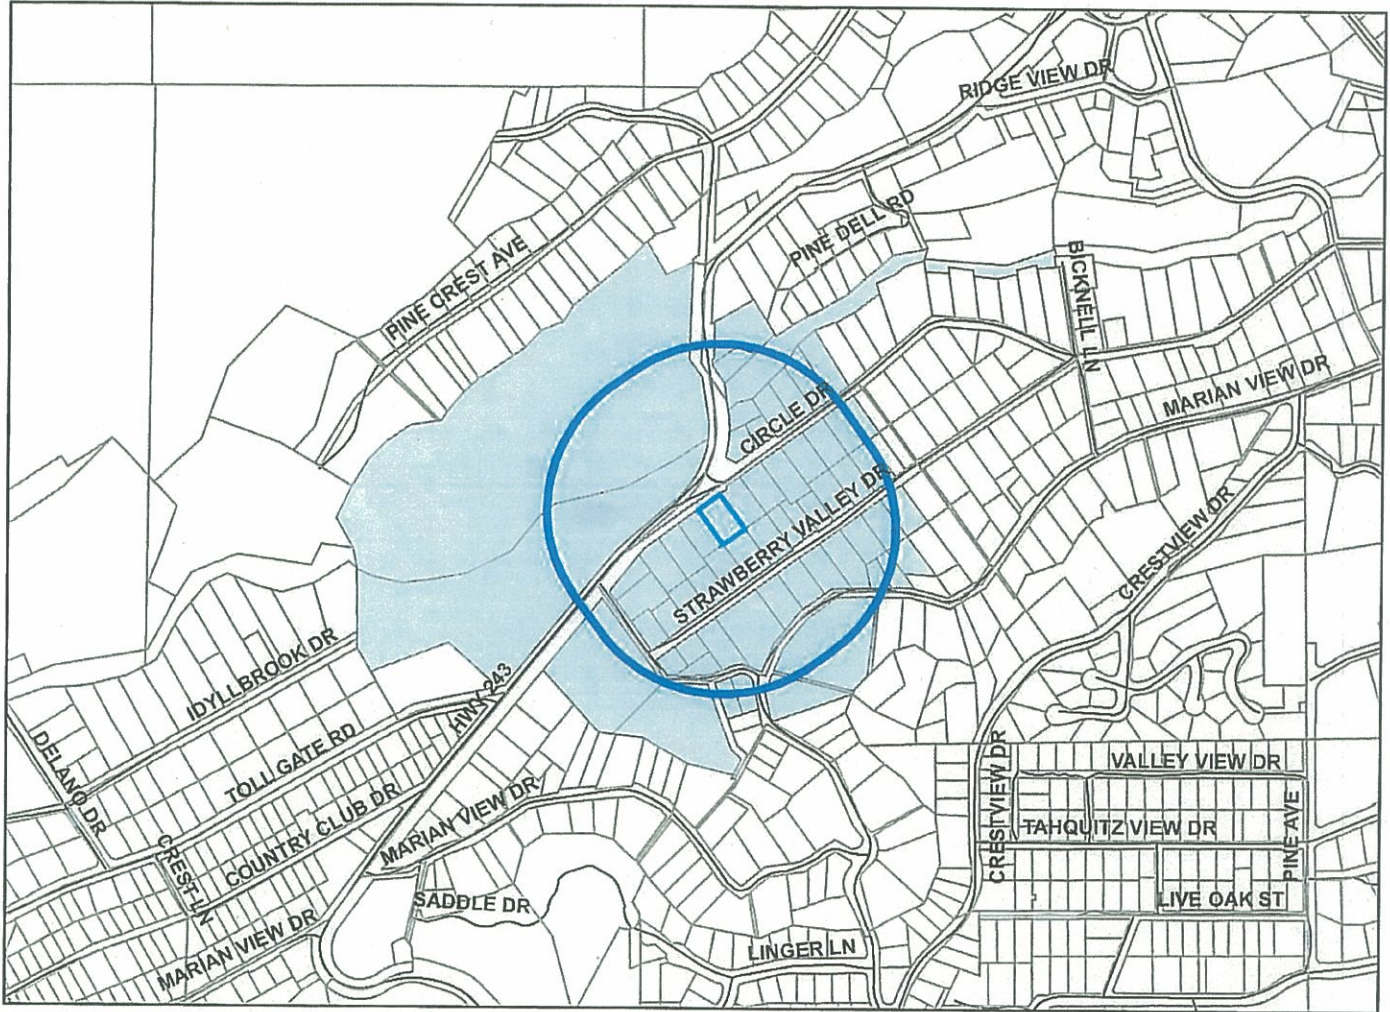 RIDGE VIEW DR
PINE DELL RD
PINE CREST AVE
BICKNELL LN
MARIAN VIEW DR
CIRCLE DR
STRAWBERRY VALLEY DR
CRESTVIEW DR
IDYLLBROOK DR
HWY 243
DELANO DR
TOLLGATE RD
VALLEY VIEW DR
CRESTVIEW DR
COUNTRY CLUB DR
MARIAN VIEW DR
TAHQUITZ VIEW DR
PINE AVE
CREST LN
SADDLE DR
LIVE OAK ST
MARIAN VIEW DR
LINGER LN